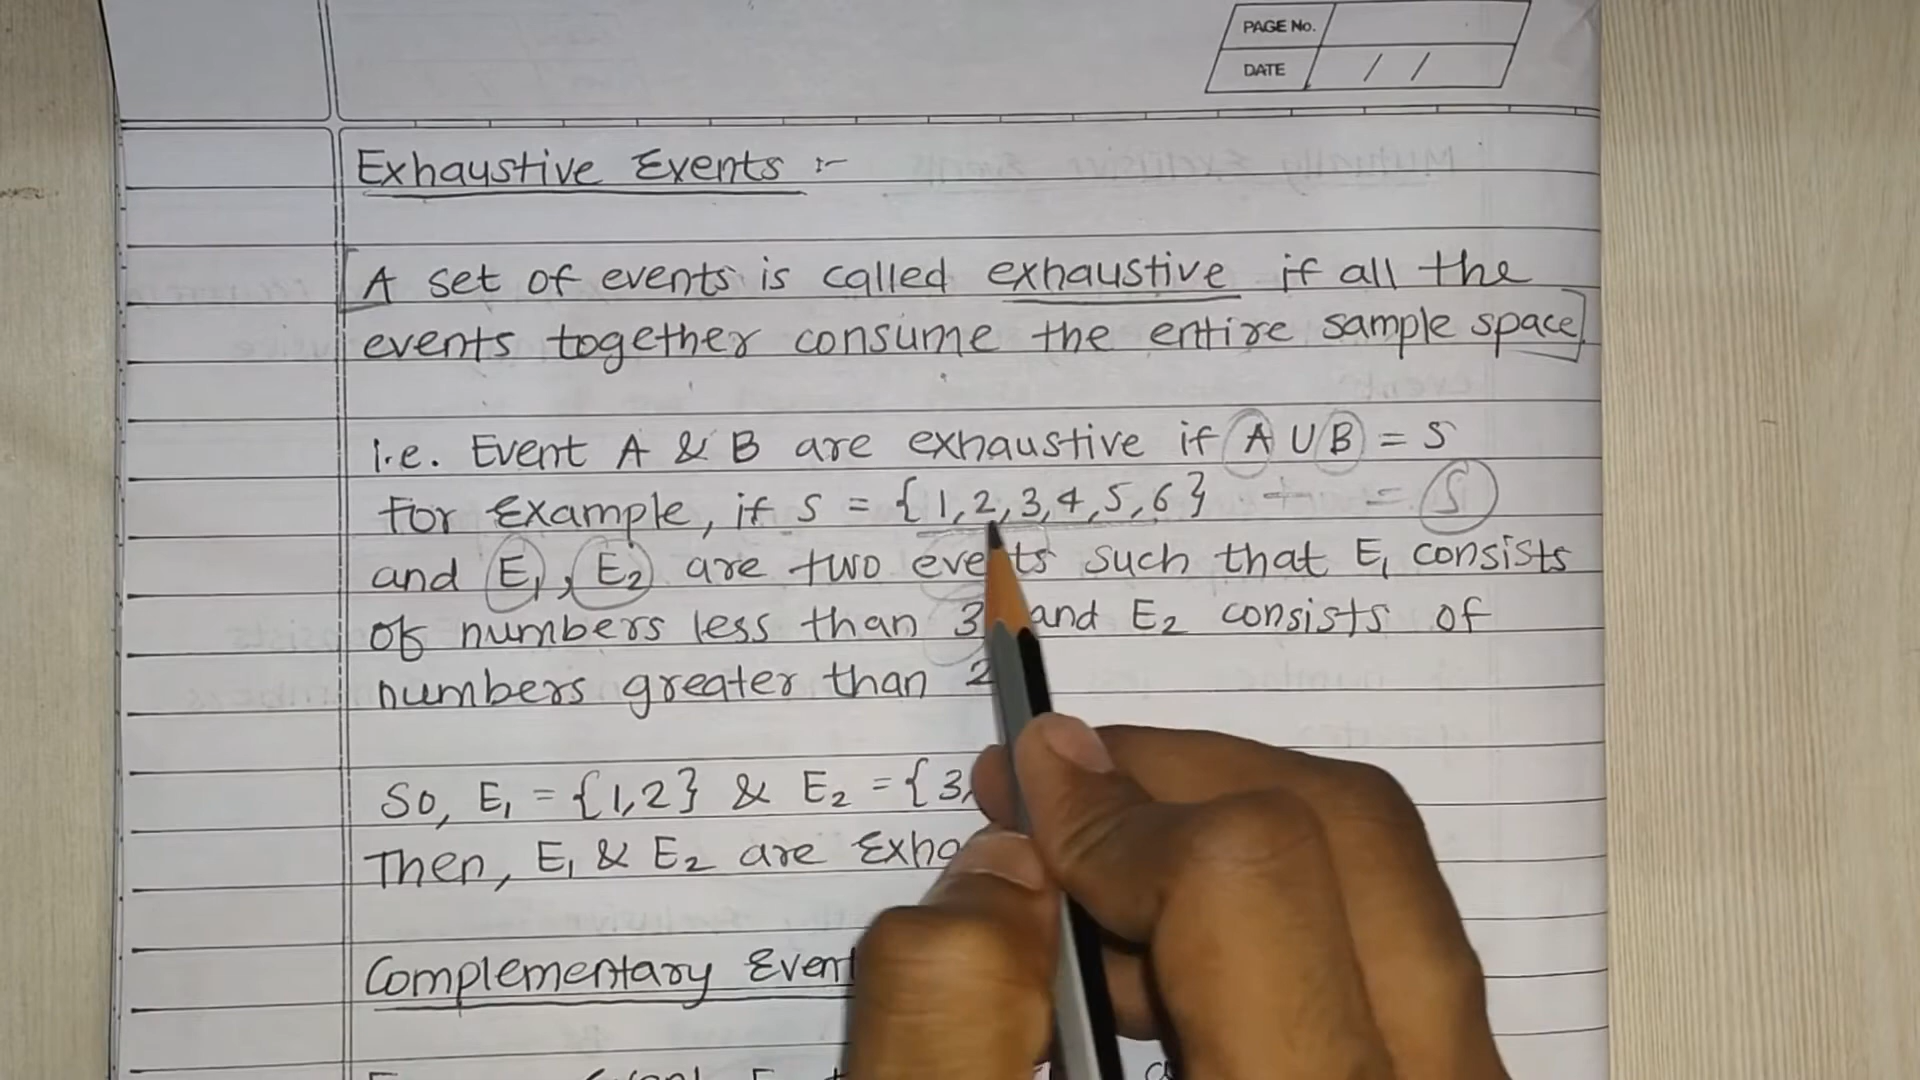 PAGE No.
DATE / /
Exhaustive Events :-
A set of events is called exhaustive if all the
events together consume the entire sample space
i.e. Event A & B are exhaustive if A U B = S
for example, if S = {1,2,3,4,5,6} + = S
and E1, E2 are two events such that E1 consists
of numbers less than 3 and E2 consists of
numbers greater than 2
So, E1 = {1,2} & E2 = {3,
Then, E1 & E2 are
Complementary Event